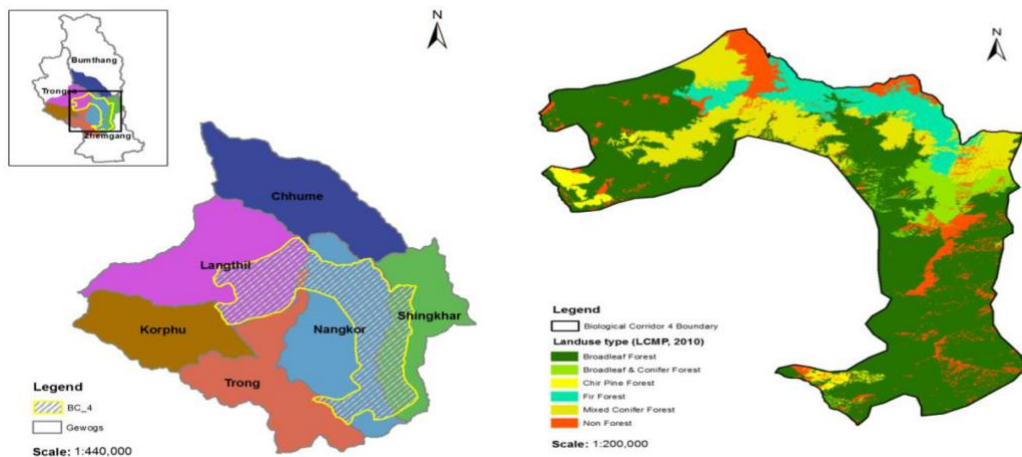 N
Bumthang
Trongsa
Zhemgang
Chhume
Langthil
Korphu
Nangkor
Shingkhar
Trong
Legend
BC_4
Gewogs
Scale: 1:440,000
N
Legend
Biological Corridor 4 Boundary
Landuse type (LCMP, 2010)
Broadleaf Forest
Broadleaf & Conifer Forest
Chir Pine Forest
Fir Forest
Mixed Conifer Forest
Non Forest
Scale: 1:200,000